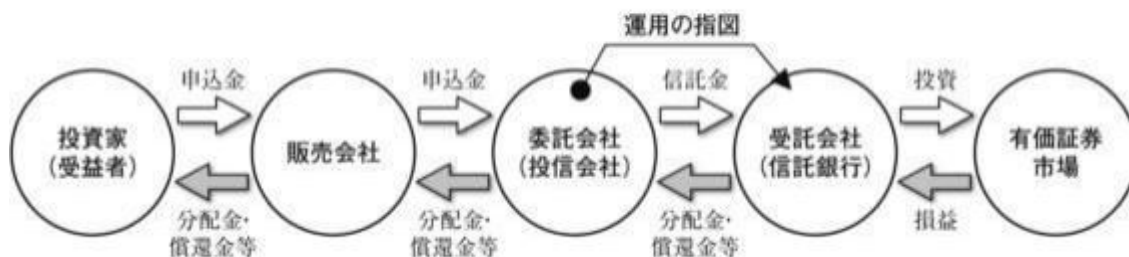 運用の指図
申込金
申込金
信託金
投資
投資家
(受益者)
販売会社
委託会社
(投信会社)
受託会社
(信託銀行)
有価証券
市場
分配金・
償還金等
分配金・
償還金等
分配金・
償還金等
損益